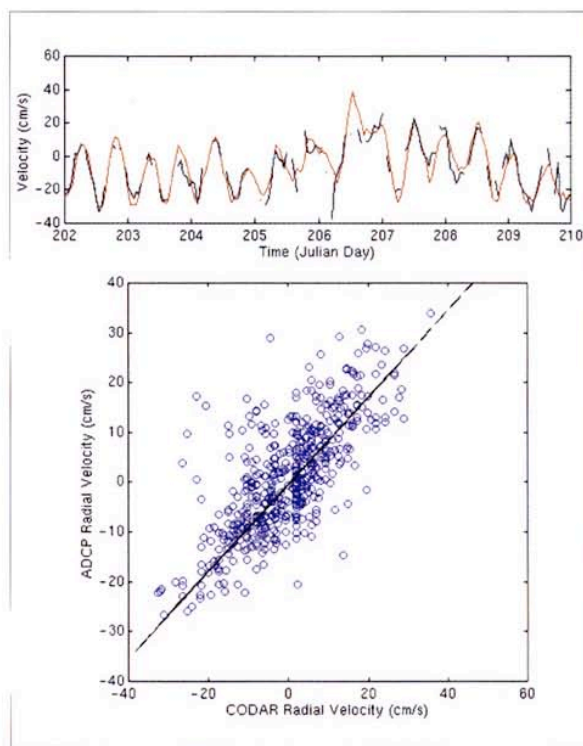 60
40
20
0
-20
-40
Velocity (cm/s)
202 203 204 205 206 207 208 209 210
Time (Julian Day)
40
30
20
10
0
-10
-20
-30
-40
ADCP Radial Velocity (cm/s)
-40 -20 0 20 40 60
CODAR Radial Velocity (cm/s)